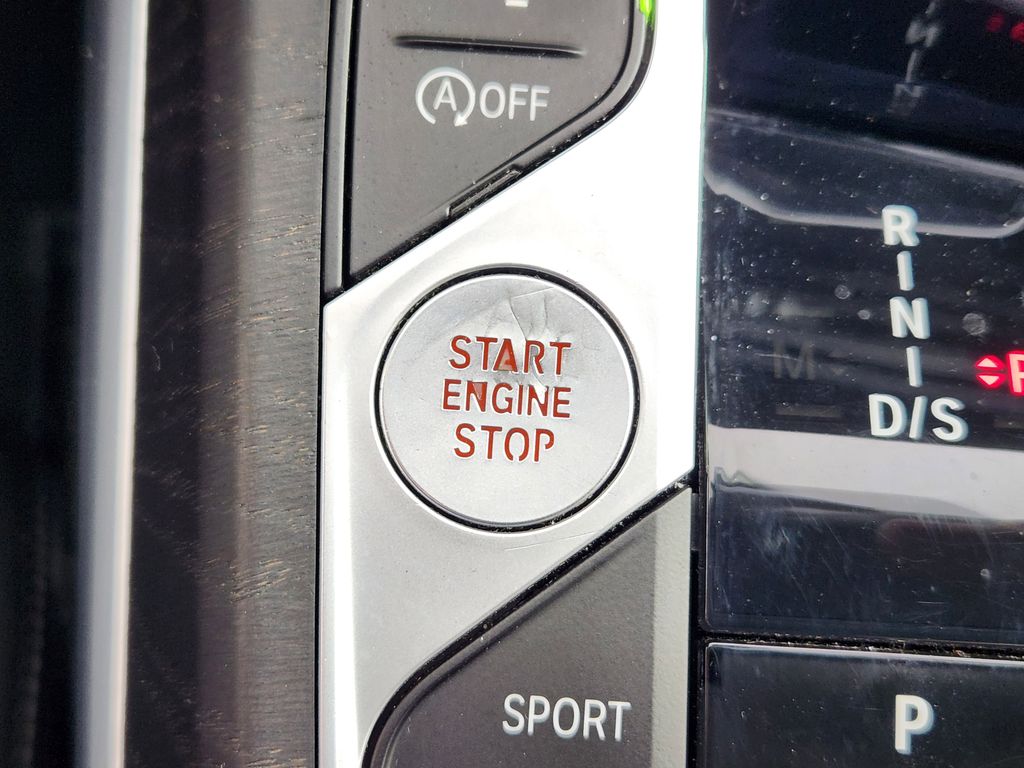 A OFF
START
ENGINE
STOP
SPORT
R
N
D/S
M
P
P